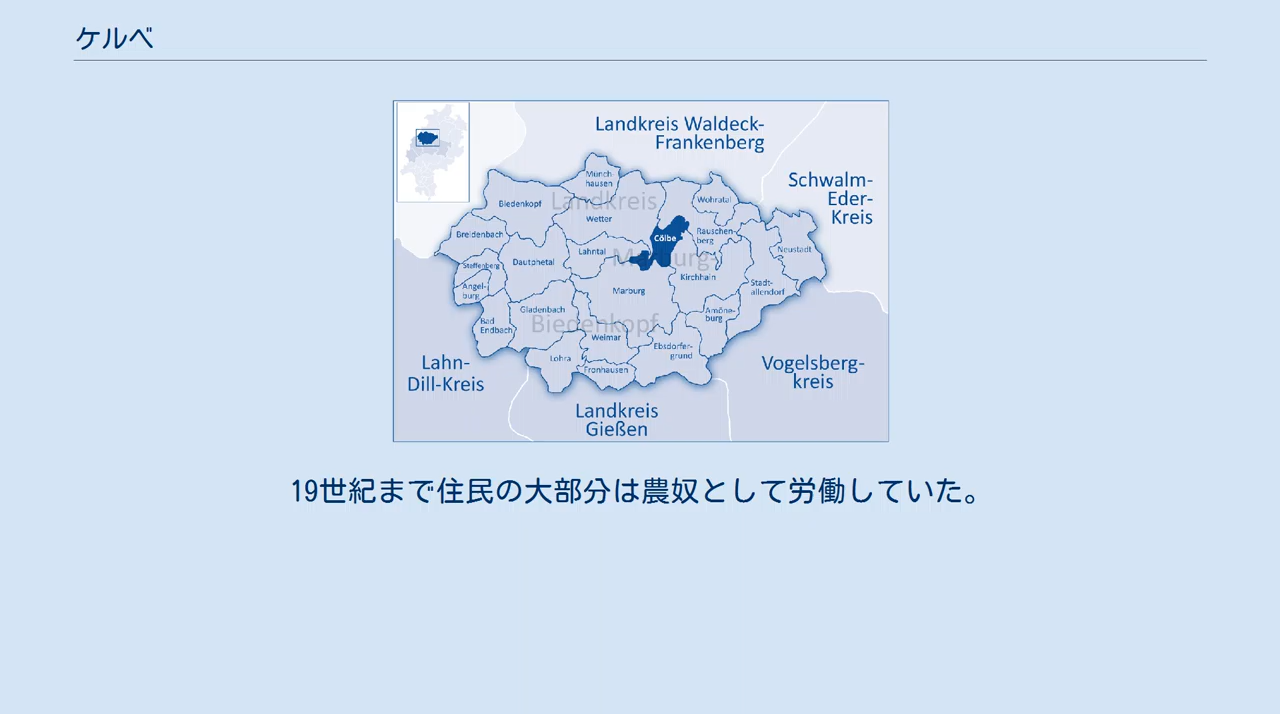 ケルベ
Landkreis Waldeck-
Frankenberg
Schwalm-
Eder-
Kreis
Münch-
hausen
Landkreis
Biedenkopf
Wetter
Wohratal
Breidenbach
Cölbe
Rauschen-
berg
Neustadt
Lahntal
Marburg-
Dautphetal
Steffenberg
Kirchhain
Angel-
burg
Marburg
Stadt-
allendorf
Gladenbach
Amöne-
burg
Bad
Endbach
Biedenkopf
Weimar
Ebsdorfer-
grund
Lohra
Fronhausen
Lahn-
Dill-Kreis
Vogelsberg-
kreis
Landkreis
Gießen
19世紀まで住民の大部分は農奴として労働していた。